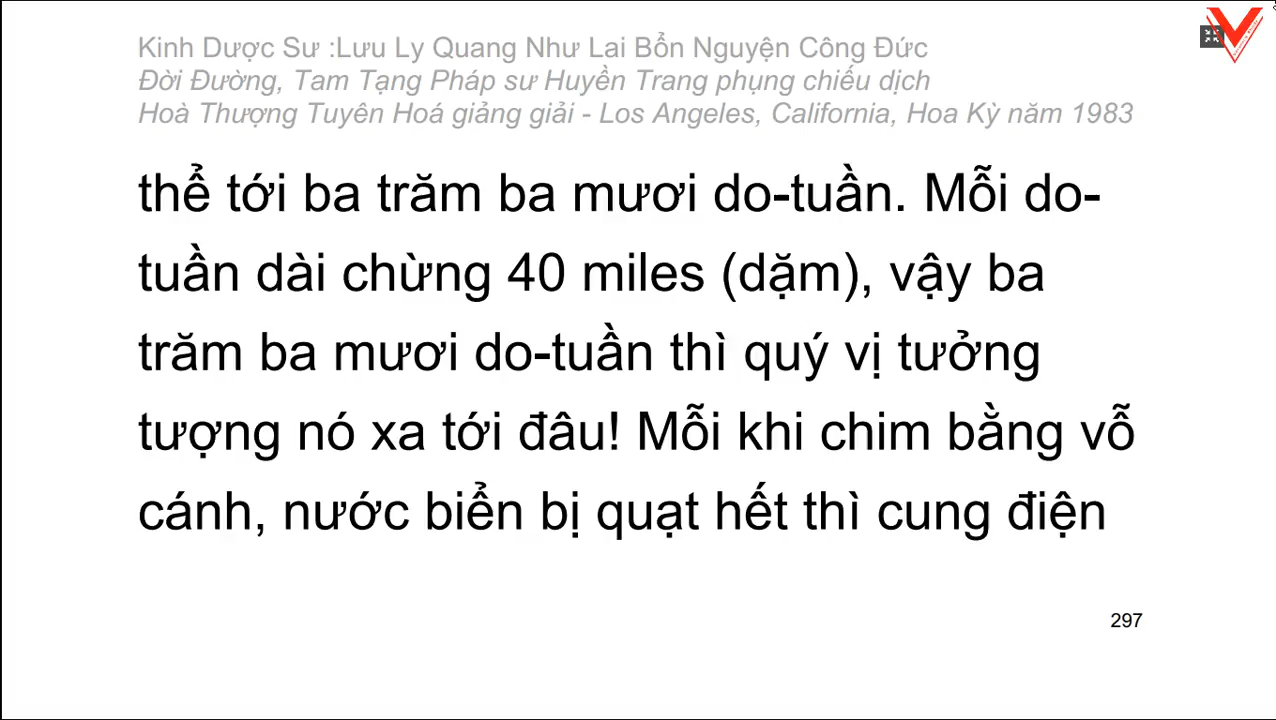 Kinh Dược Sư :Lưu Ly Quang Như Lai Bổn Nguyện Công Đức
Đời Đường, Tam Tạng Pháp sư Huyền Trang phụng chiếu dịch
Hoà Thượng Tuyên Hoá giảng giải - Los Angeles, California, Hoa Kỳ năm 1983
thể tới ba trăm ba mươi do-tuần. Mỗi do-
tuần dài chừng 40 miles (dặm), vậy ba
trăm ba mươi do-tuần thì quý vị tưởng
tượng nó xa tới đâu! Mỗi khi chim bằng vỗ
cánh, nước biển bị quạt hết thì cung điện
297